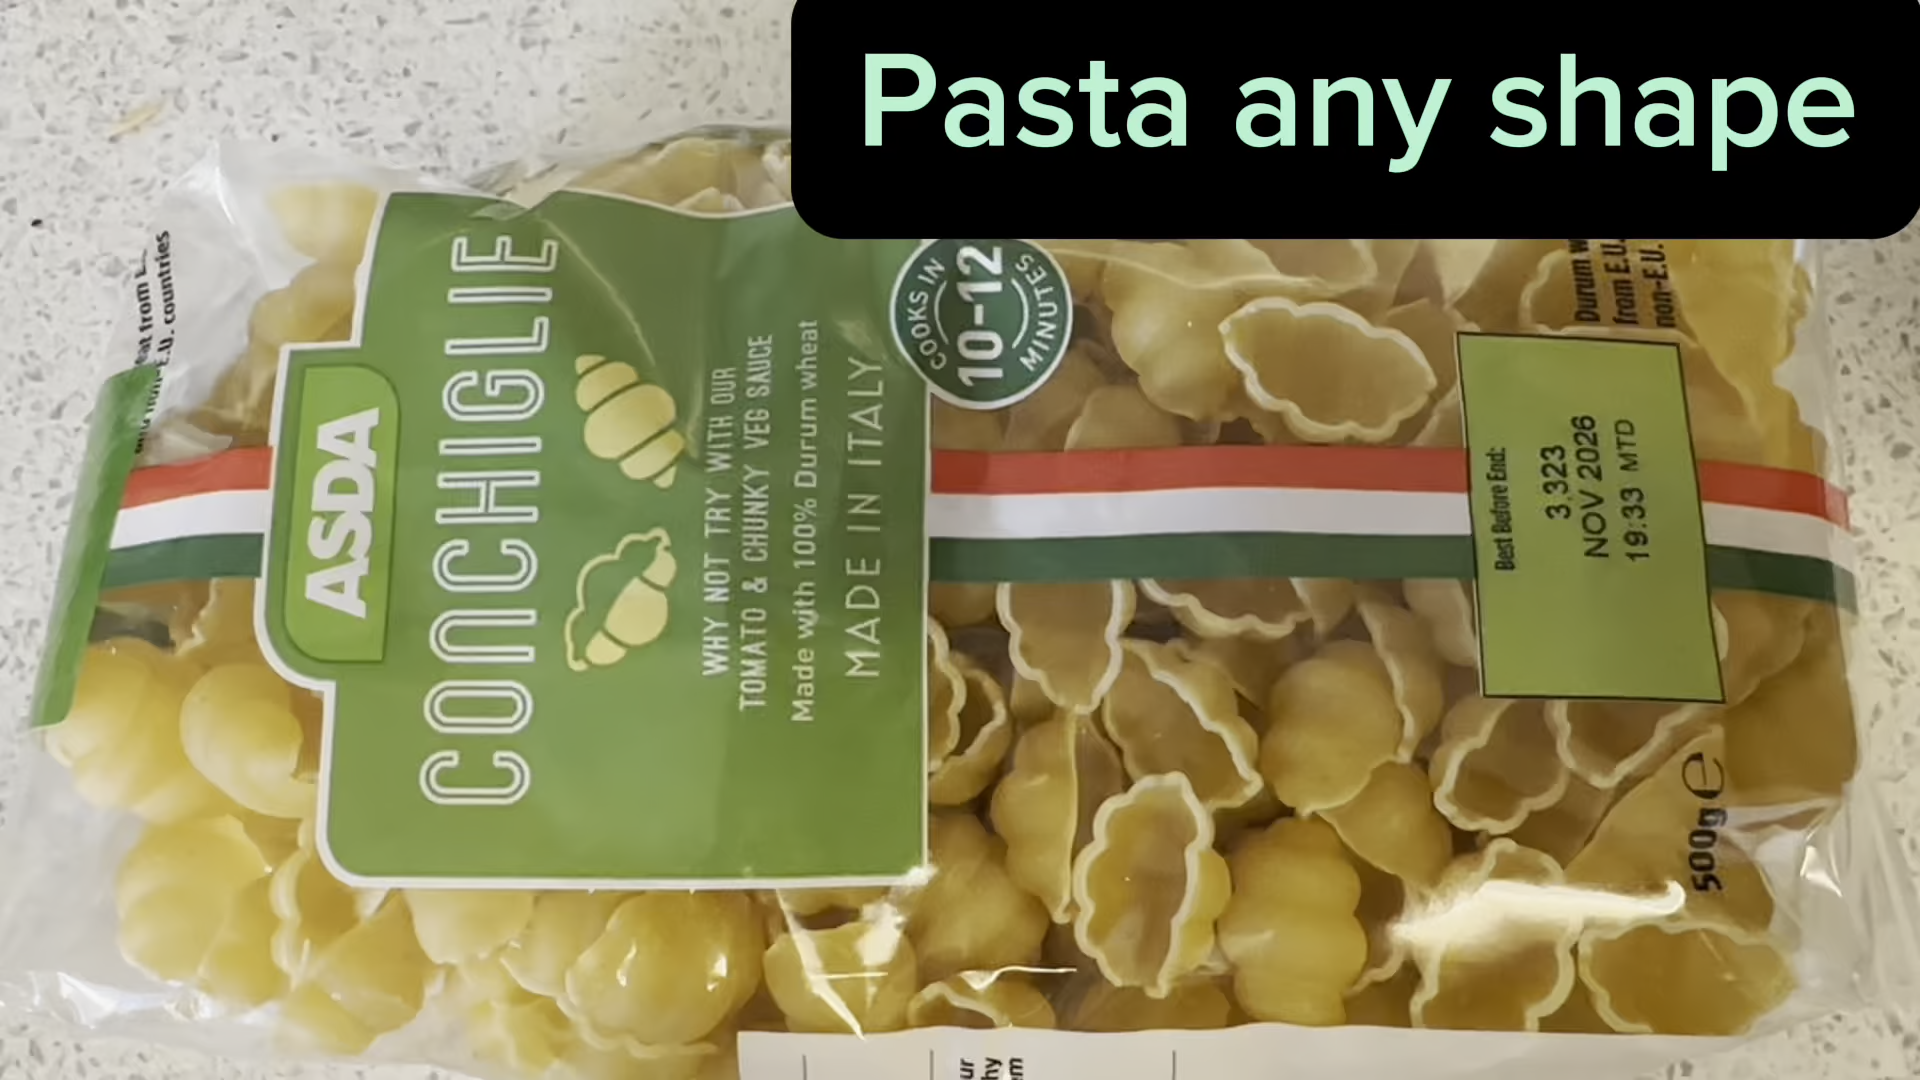 Pasta any shape
ASDA
CONCHIGLIE
WHY NOT TRY WITH OUR
TOMATO & CHUNKY VEG SAUCE
Made with 100% Durum wheat
MADE IN ITALY
COOKS IN
10-12
MINUTES
Durum
from E.U.
non-E.U.
Best Before End:
3.323
NOV 2026
19:33 MTD
500g e
from
E.U. countries